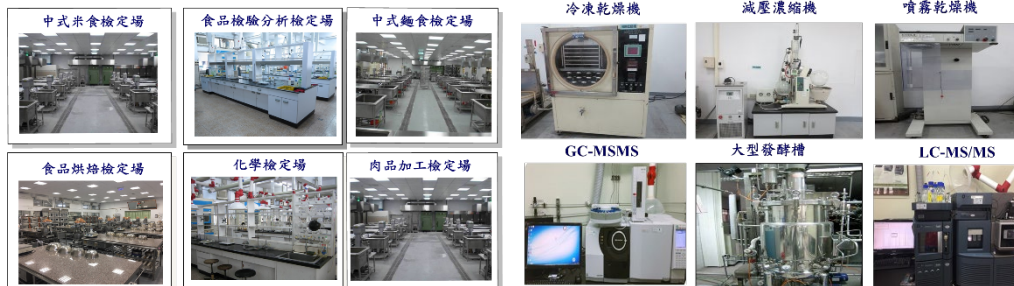 中式米食檢定場
食品檢驗分析檢定場
中式麵食檢定場
冷凍乾燥機
減壓濃縮機
噴霧乾燥機
食品烘焙檢定場
化學檢定場
肉品加工檢定場
GC-MSMS
大型發酵槽
LC-MS/MS